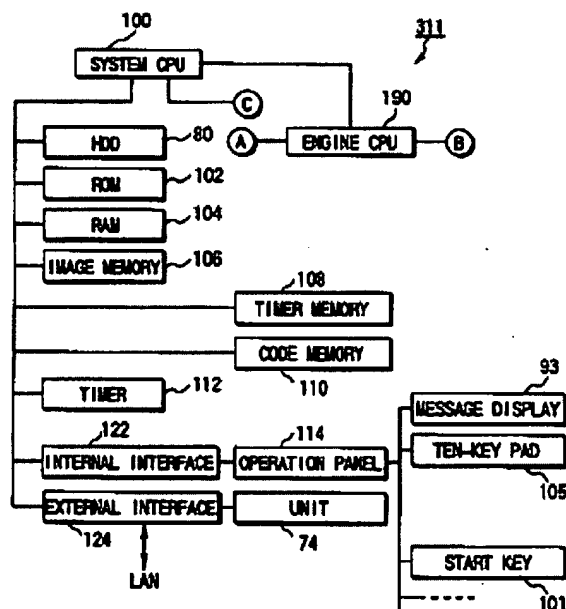 100
311
SYSTEM CPU
C
190
HDD
80
A
ENGINE CPU
B
ROM
102
RAM
104
IMAGE MEMORY
106
108
TIMER MEMORY
CODE MEMORY
110
TIMER
112
93
MESSAGE DISPLAY
122
114
INTERNAL INTERFACE
OPERATION PANEL
TEN-KEY PAD
105
EXTERNAL INTERFACE
UNIT
124
74
LAN
START KEY
101